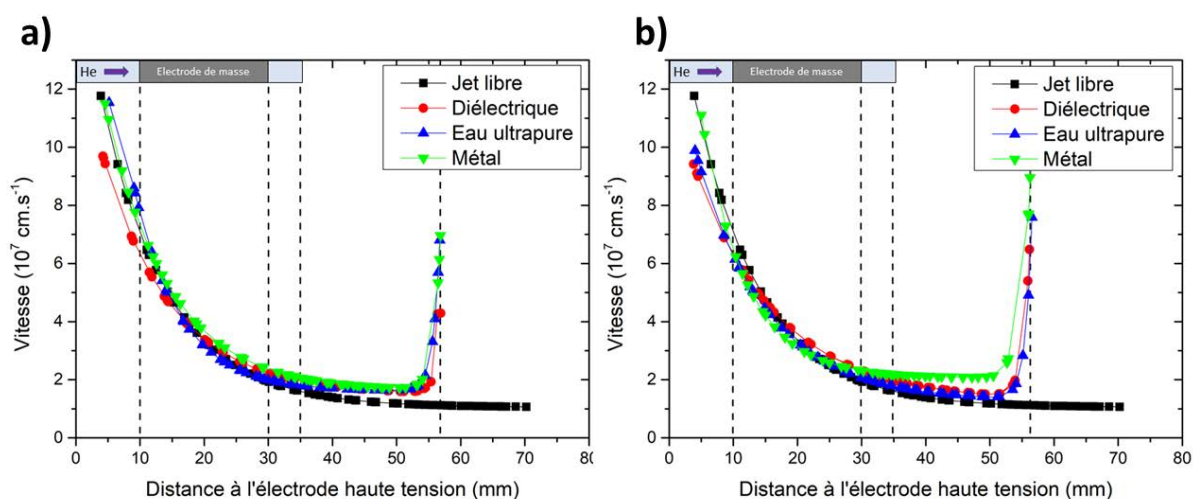 a)
He
Electrode de masse
Jet libre
Diélectrique
Eau ultrapure
Métal
12
10
8
6
4
2
0
Vitesse (10⁷ cm.s⁻¹)
0 10 20 30 40 50 60 70 80
Distance à l'électrode haute tension (mm)
b)
He
Electrode de masse
Jet libre
Diélectrique
Eau ultrapure
Métal
12
10
8
6
4
2
0
Vitesse (10⁷ cm.s⁻¹)
0 10 20 30 40 50 60 70 80
Distance à l'électrode haute tension (mm)